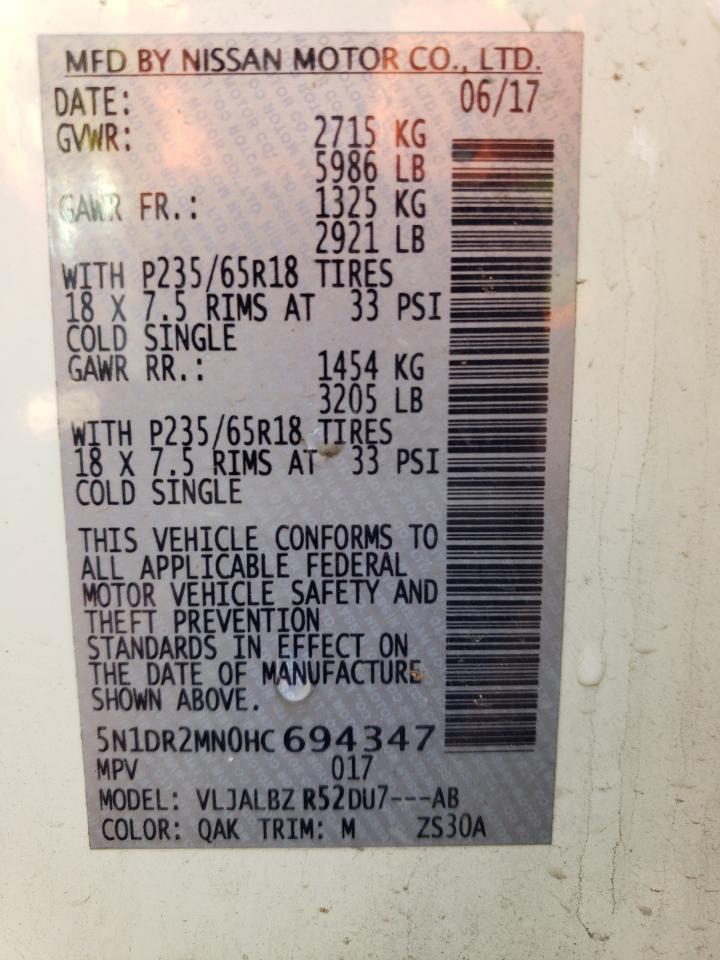 MFD BY NISSAN MOTOR CO., LTD.
DATE: 06/17
GVWR: 2715 KG
5986 LB
GAWR FR.: 1325 KG
2921 LB
WITH P235/65R18 TIRES
18 X 7.5 RIMS AT 33 PSI
COLD SINGLE
GAWR RR.: 1454 KG
3205 LB
WITH P235/65R18 TIRES
18 X 7.5 RIMS AT 33 PSI
COLD SINGLE
THIS VEHICLE CONFORMS TO
ALL APPLICABLE FEDERAL
MOTOR VEHICLE SAFETY AND
THEFT PREVENTION
STANDARDS IN EFFECT ON
THE DATE OF MANUFACTURE
SHOWN ABOVE.
5N1DR2MN0HC694347
MPV 017
MODEL: VLJALBZ R52DU7---AB
COLOR: QAK TRIM: M ZS30A